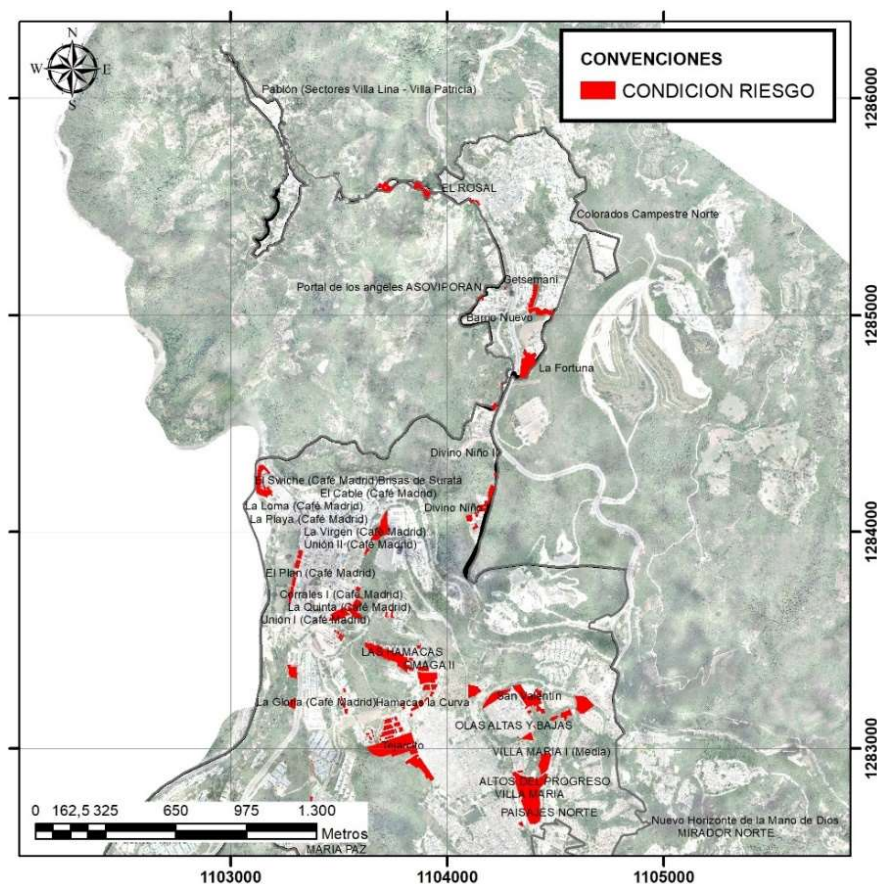 N
W E
S
CONVENCIONES
CONDICION RIESGO
Pablón (Sectores Villa Lina - Villa Patricia)
1286000
EL ROSAL
Colorados Campestre Norte
Getsemaní
Portal de los angeles ASOVIPORAN
Barrio Nuevo
1285000
La Fortuna
Divino Niño I
El Swiche (Café Madrid)Brisas de Surata
El Cable (Café Madrid)
La Loma (Café Madrid)
Divino Niño
La Playa (Café Madrid)
La Virgen (Café Madrid)
1284000
Unión II (Café Madrid)
El Plan (Café Madrid)
Corrales I (Café Madrid)
La Quinta (Café Madrid)
Unión I (Café Madrid)
LAS HAMACAS
OMAGA II
San Valentín
La Gloria (Café Madrid)Hamacas la Curva
OLAS ALTAS Y BAJAS
Tejarcito
1283000
VILLA MARIA I (Media)
ALTOS DEL PROGRESO
VILLA MARIA
PAISAJES NORTE
0 162,5 325 650 975 1.300
Metros
MARIA PAZ
Nuevo Horizonte de la Mano de Dios
MIRADOR NORTE
1103000 1104000 1105000